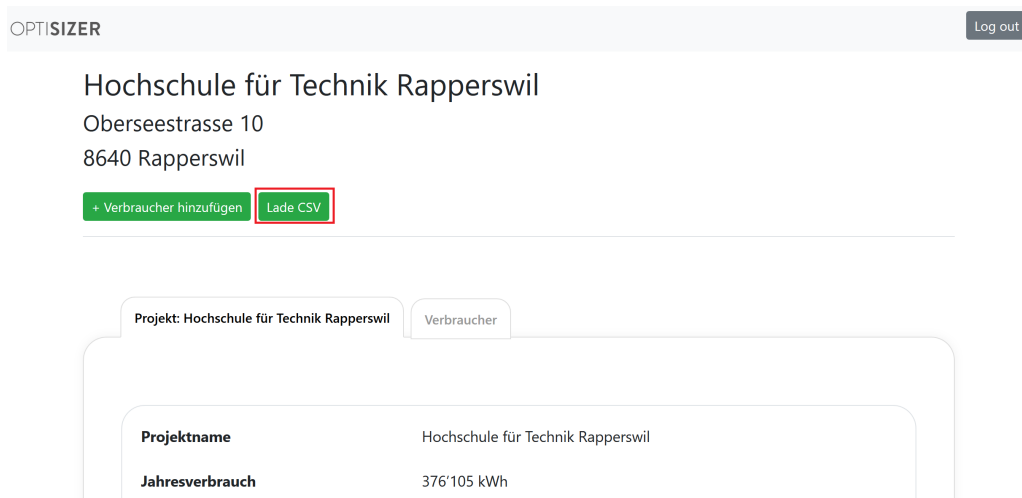 OPTISIZER
Log out
Hochschule für Technik Rapperswil
Oberseestrasse 10
8640 Rapperswil
+ Verbraucher hinzufügen Lade CSV
Projekt: Hochschule für Technik Rapperswil Verbraucher
Projektname Hochschule für Technik Rapperswil
Jahresverbrauch 376’105 kWh